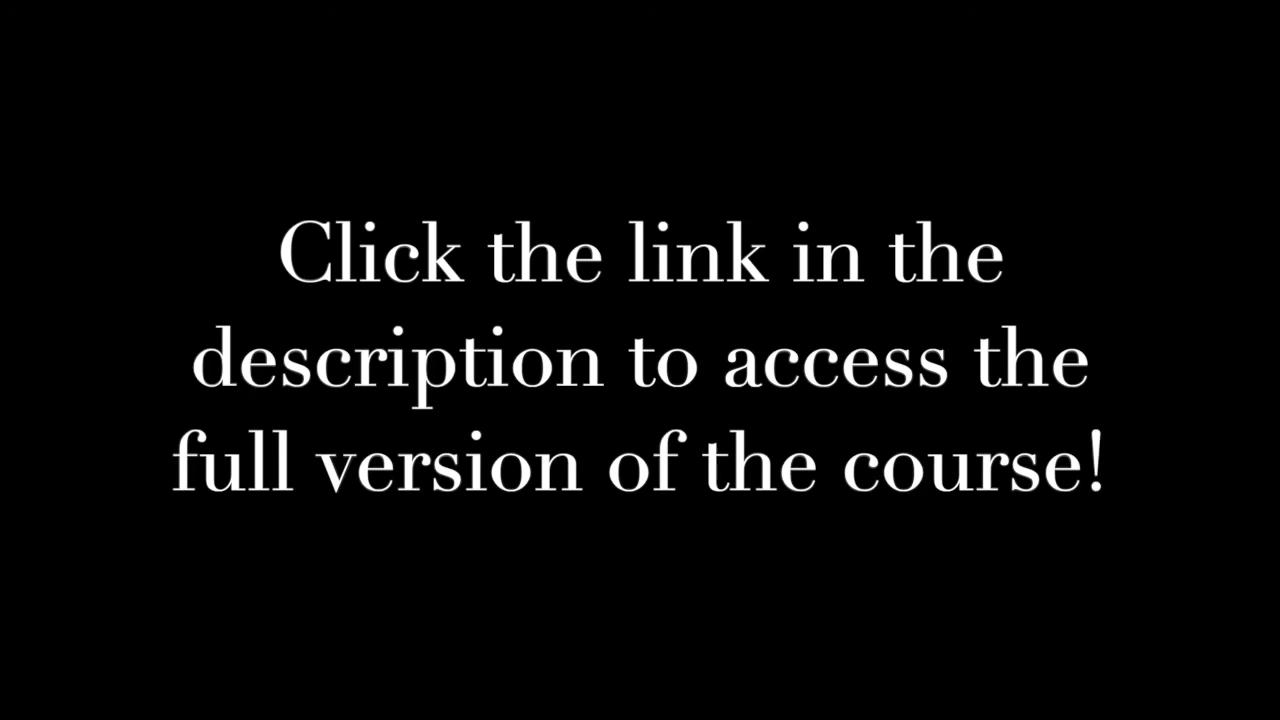 Click the link in the
description to access the
full version of the course!